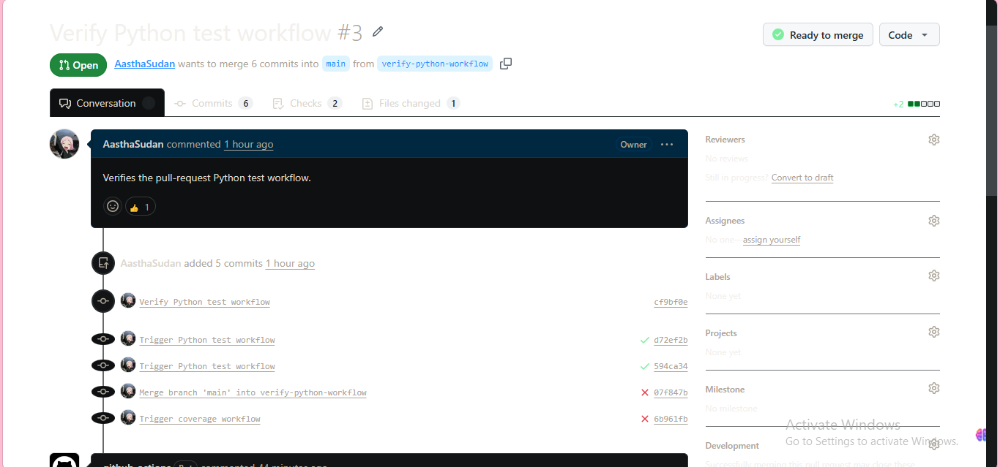 Verify Python test workflow #3
Ready to merge
Code
Open
AasthaSudan wants to merge 6 commits into main from verify-python-workflow
Conversation
Commits 6
Checks 2
Files changed 1
+2
AasthaSudan commented 1 hour ago
Owner
Verifies the pull-request Python test workflow.
👍 1
AasthaSudan added 5 commits 1 hour ago
Verify Python test workflow cf9bf0e
Trigger Python test workflow d72ef2b
Trigger Python test workflow 594ca34
Merge branch 'main' into verify-python-workflow 07f847b
Trigger coverage workflow 6b961fb
github-actions Bot commented 44 minutes ago
Reviewers
No reviews
Still in progress? Convert to draft
Assignees
No one—assign yourself
Labels
None yet
Projects
None yet
Milestone
No milestone
Activate Windows
Go to Settings to activate Windows.
Development
Successfully merging this pull request may close these